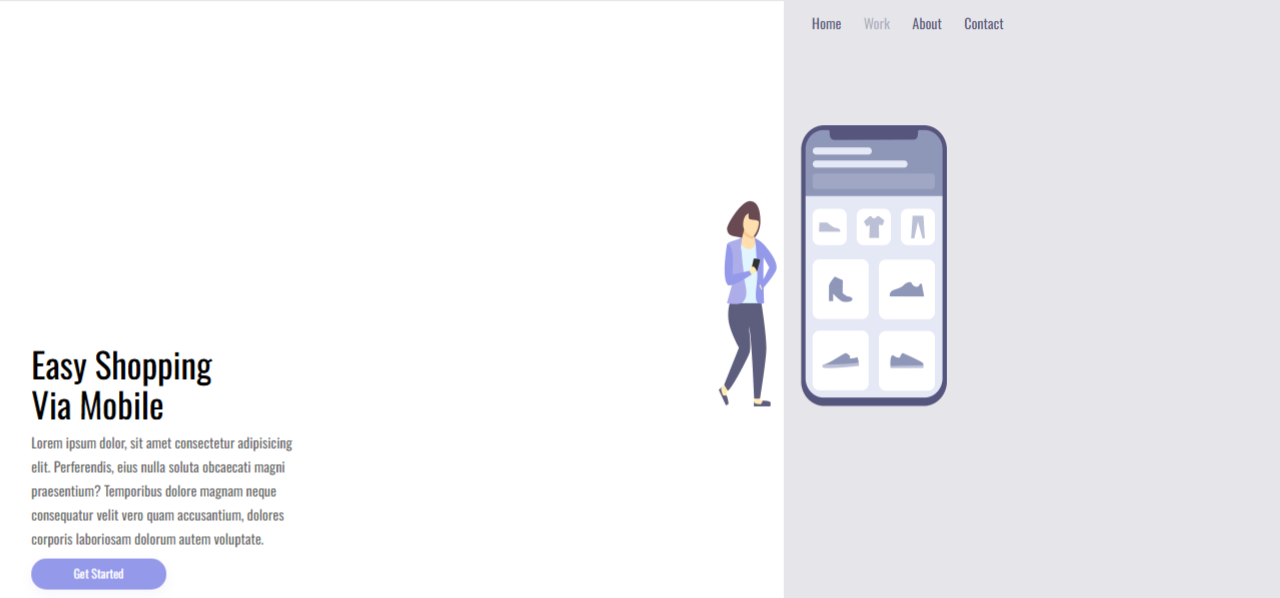 Home Work About Contact
Easy Shopping
Via Mobile
Lorem ipsum dolor, sit amet consectetur adipisicing
elit. Perferendis, eius nulla soluta obcaecati magni
praesentium? Temporibus dolore magnam neque
consequatur velit vero quam accusantium, dolores
corporis laboriosam dolorum autem voluptate.
Get Started